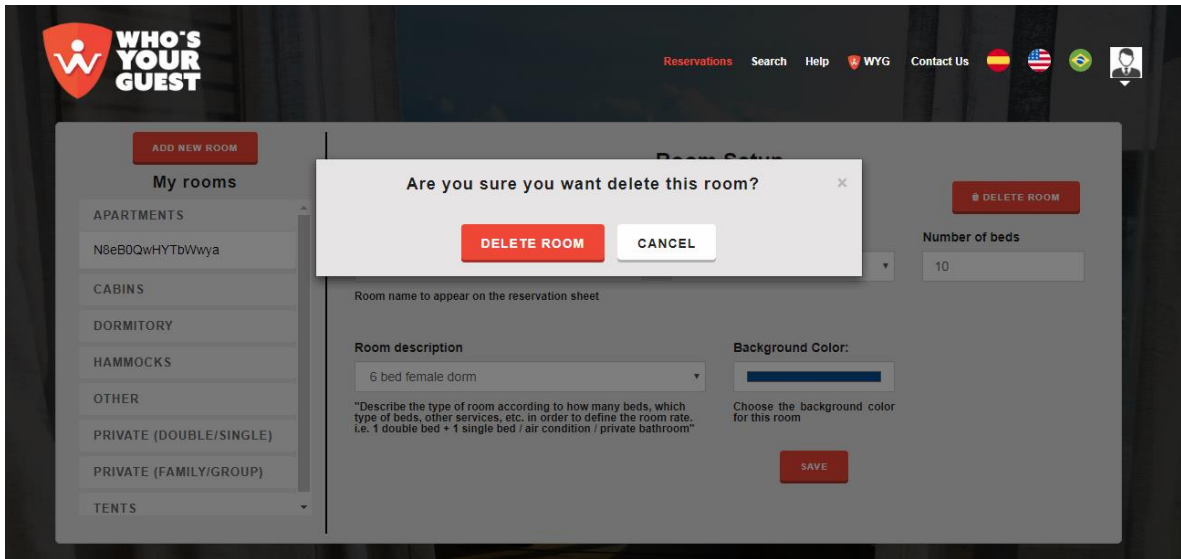 WHO'S
YOUR
GUEST
Reservations Search Help WYG Contact Us
ADD NEW ROOM
My rooms
APARTMENTS
N8eB0QwHYTbWwya
CABINS
DORMITORY
HAMMOCKS
OTHER
PRIVATE (DOUBLE/SINGLE)
PRIVATE (FAMILY/GROUP)
TENTS
Room Setup
Are you sure you want delete this room? ×
DELETE ROOM CANCEL
DELETE ROOM
Number of beds
10
Room name to appear on the reservation sheet
Room description
6 bed female dorm
"Describe the type of room according to how many beds, which
type of beds, other services, etc. in order to define the room rate.
i.e. 1 double bed + 1 single bed / air condition / private bathroom"
Background Color:
Choose the background color
for this room
SAVE